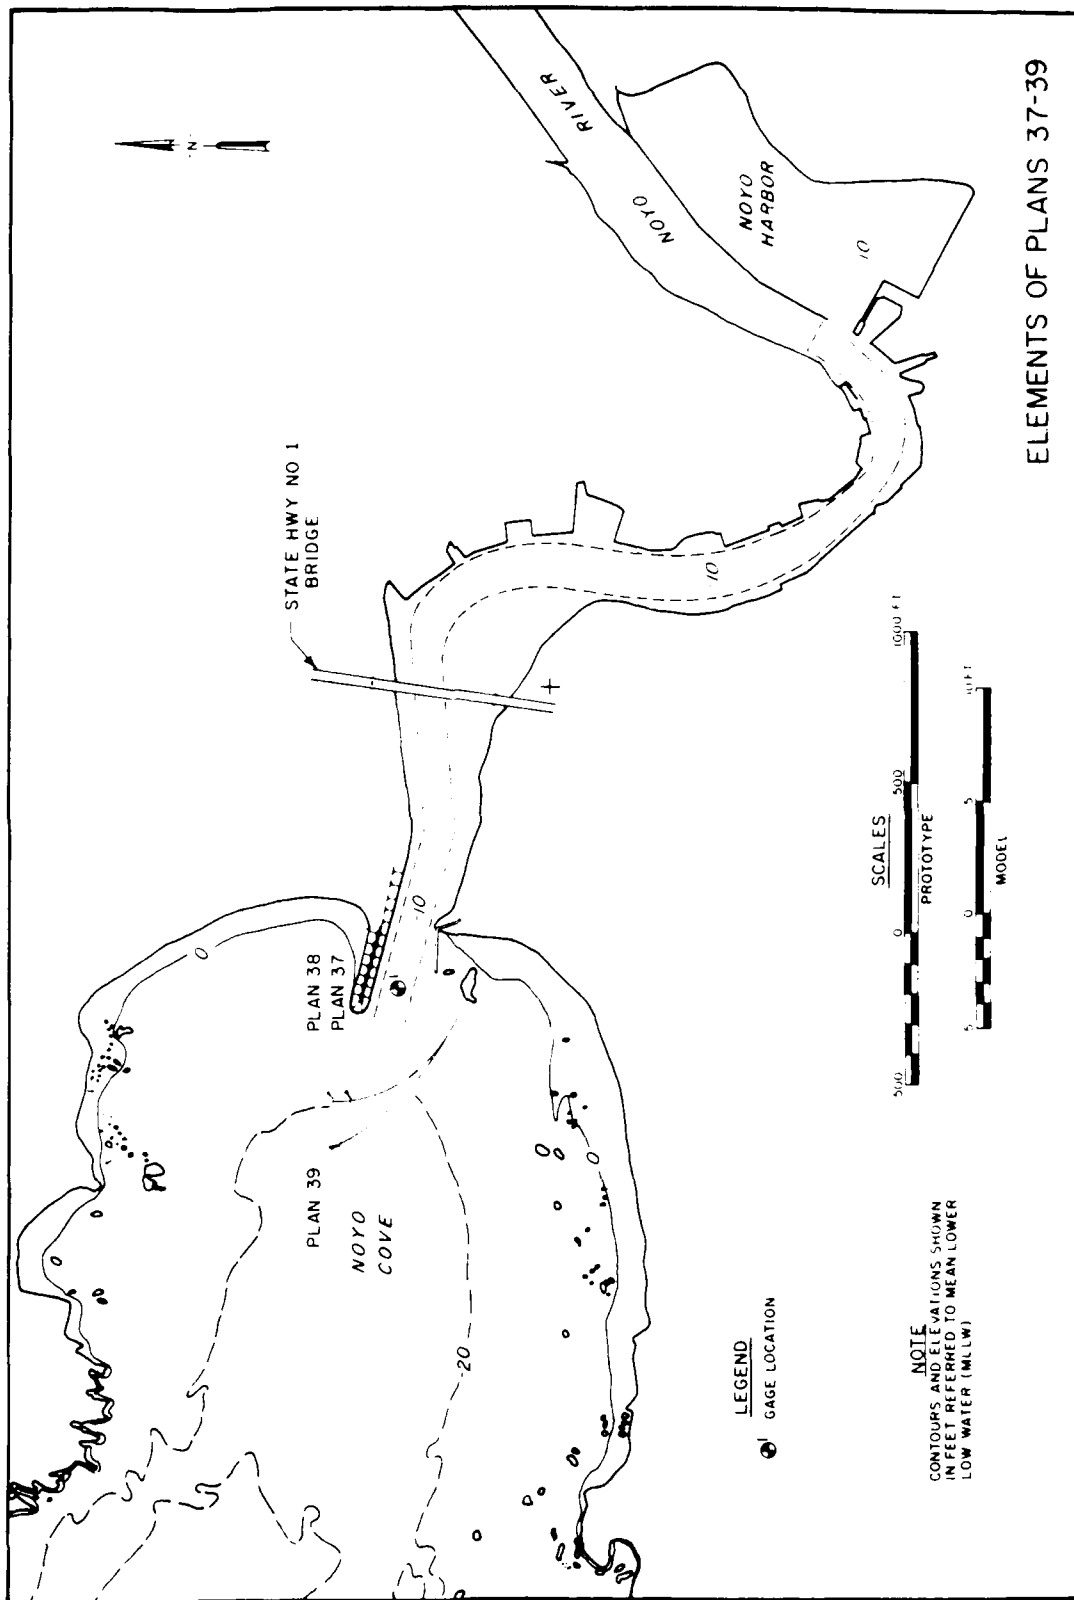 N
STATE HWY NO 1
BRIDGE
NOYO
RIVER
NOYO
HARBOR
10
PLAN 38
PLAN 37
10
10
1
0
PLAN 39
NOYO
COVE
-20
0
LEGEND
1 GAGE LOCATION
SCALES
500 0 500 1000 FT
PROTOTYPE
5 0 5
MODEL
NOTE
CONTOURS AND ELEVATIONS SHOWN
IN FEET REFERRED TO MEAN LOWER
LOW WATER (MLLW)
ELEMENTS OF PLANS 37-39